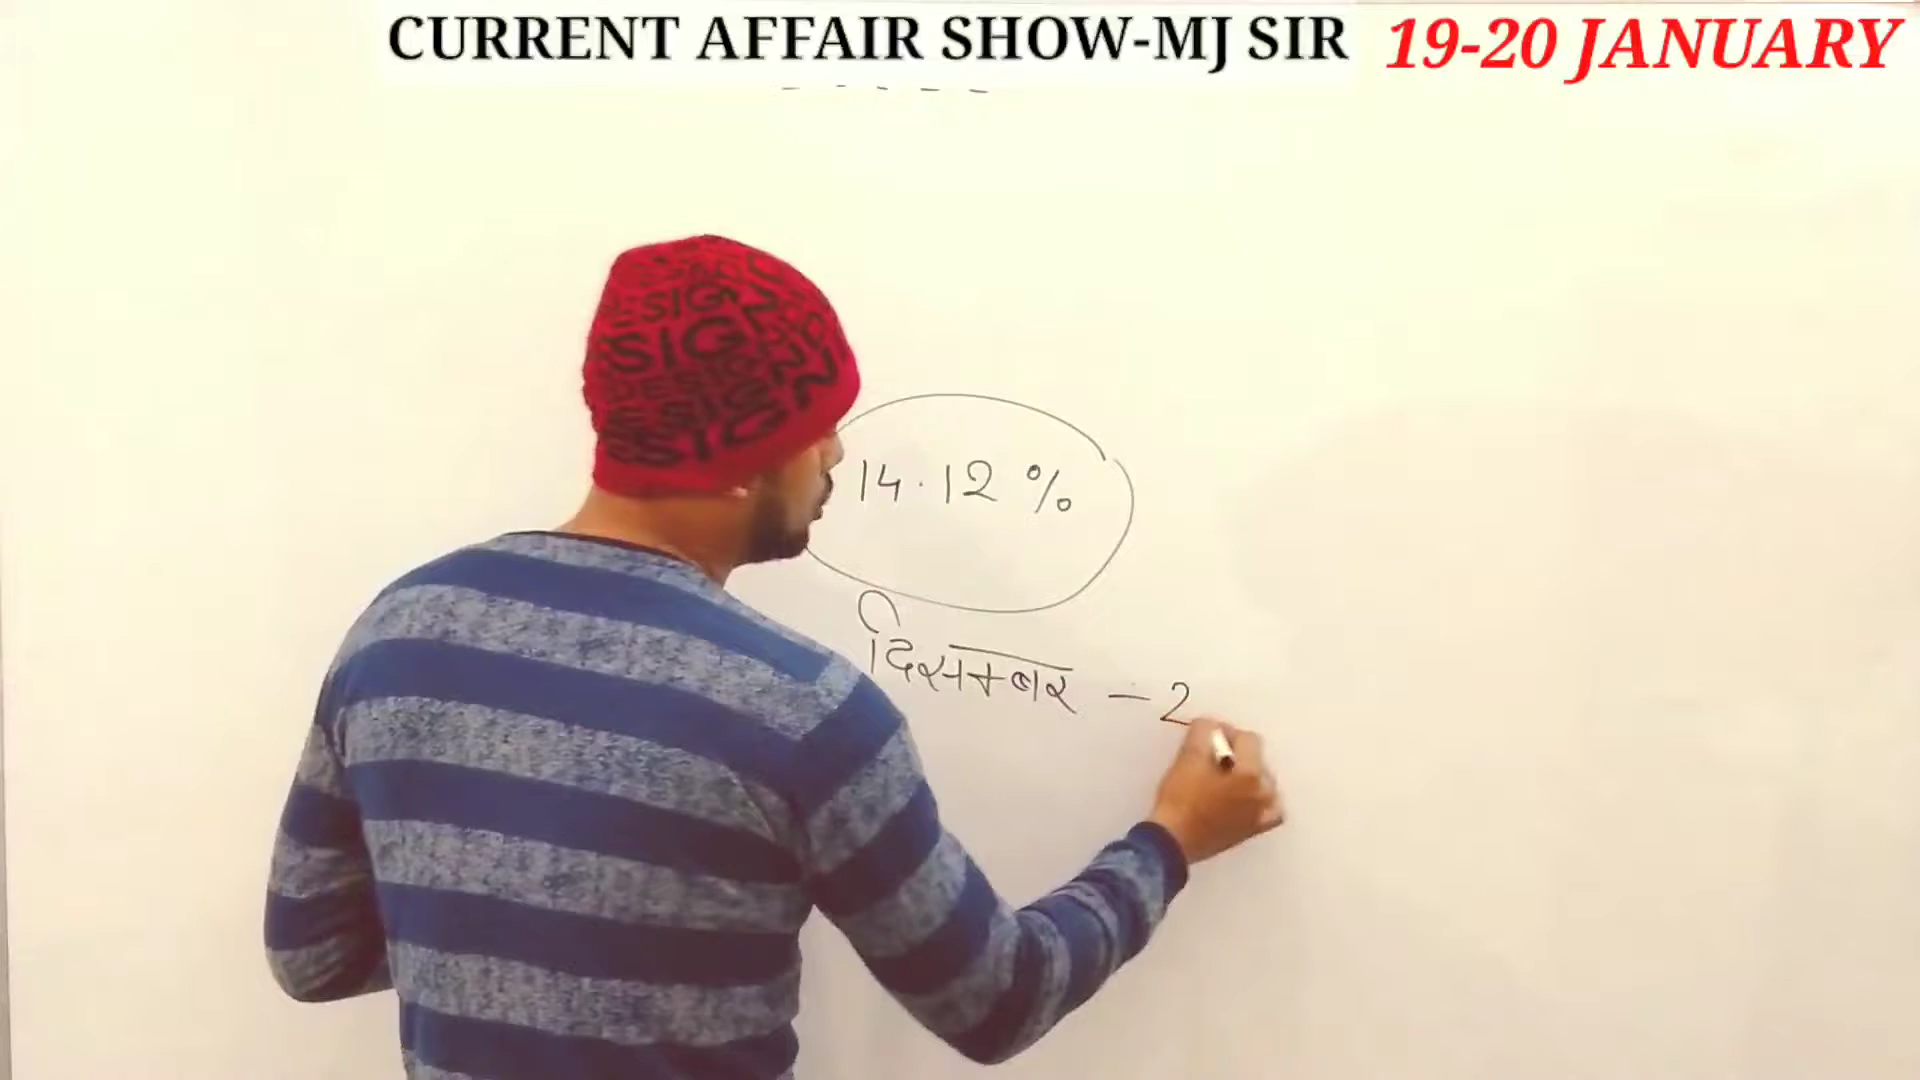 CURRENT AFFAIR SHOW-MJ SIR 19-20 JANUARY
14.12 %
दिसम्बर - 2